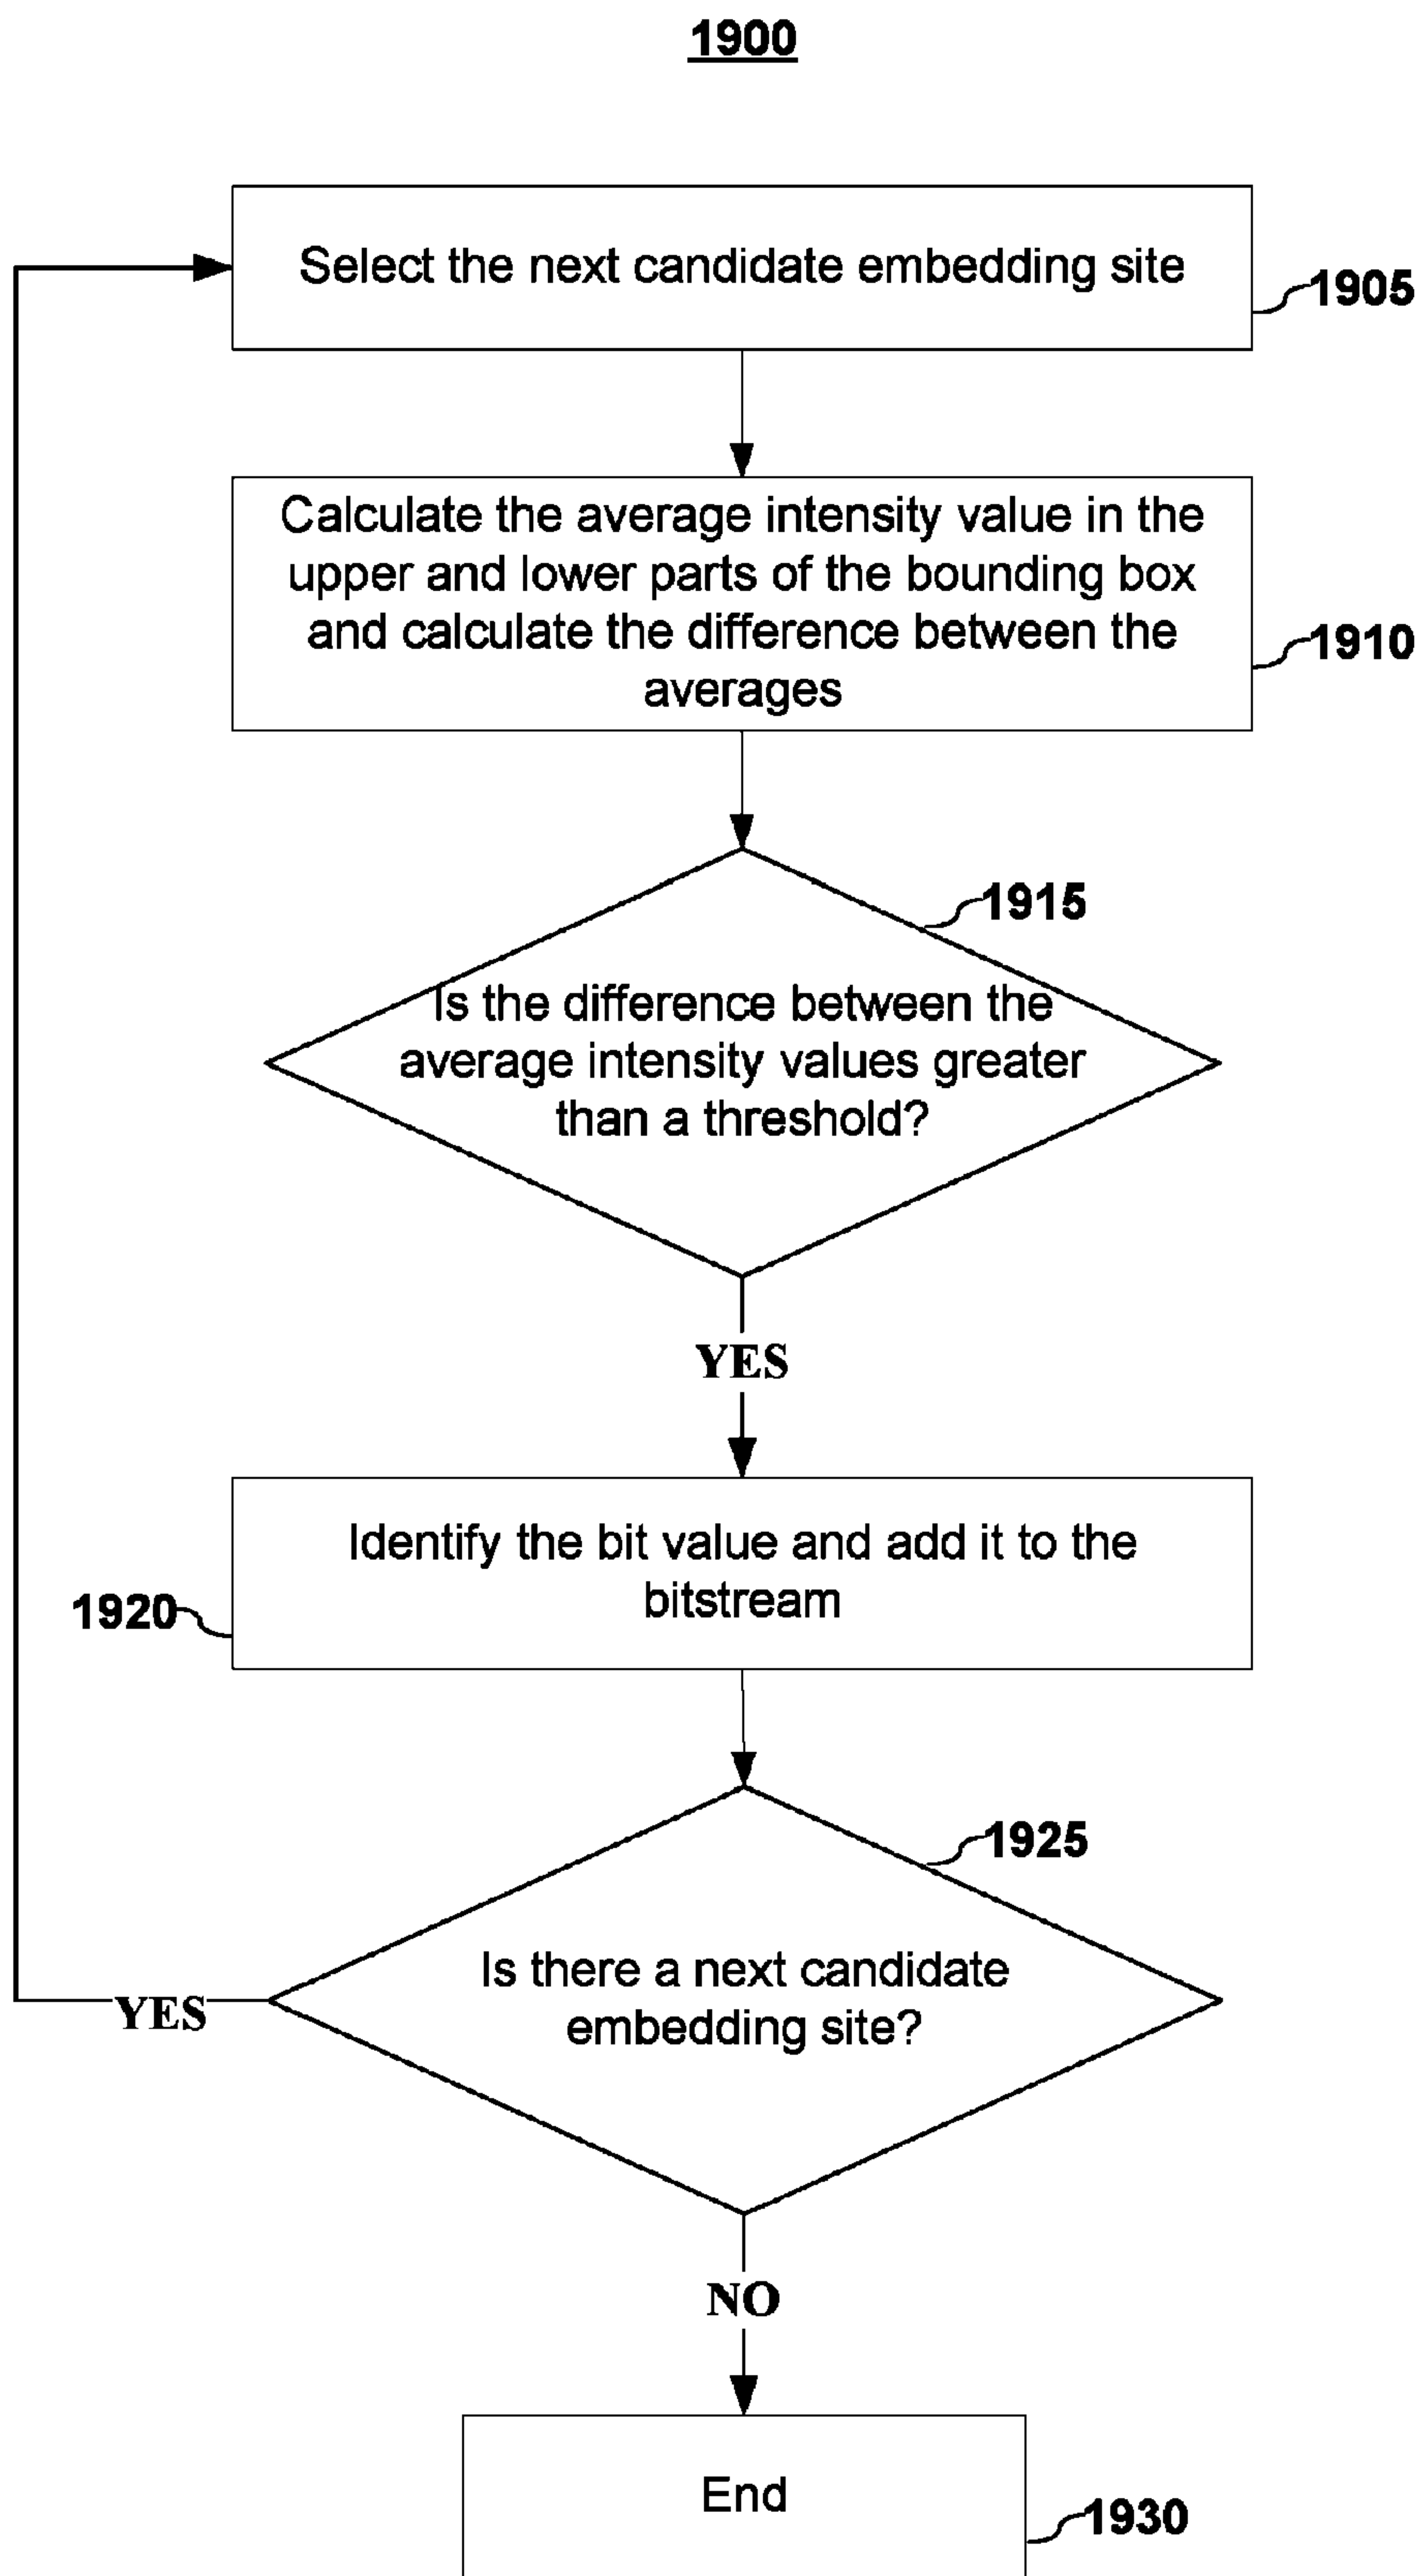 1900
Select the next candidate embedding site
1905
Calculate the average intensity value in the
upper and lower parts of the bounding box
and calculate the difference between the
averages
1910
1915
Is the difference between the
average intensity values greater
than a threshold?
YES
Identify the bit value and add it to the
bitstream
1920
1925
Is there a next candidate
embedding site?
YES
NO
End
1930